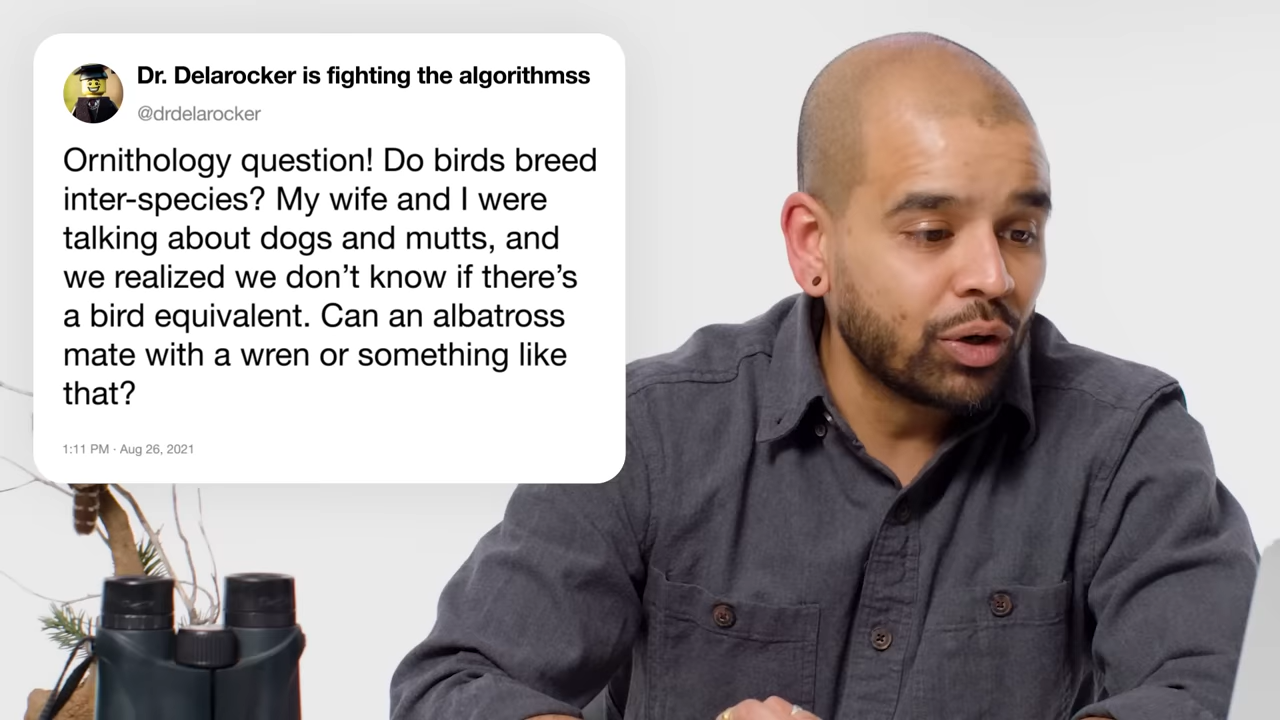 Dr. Delarocker is fighting the algorithmss
@drdelarocker
Ornithology question! Do birds breed
inter-species? My wife and I were
talking about dogs and mutts, and
we realized we don’t know if there’s
a bird equivalent. Can an albatross
mate with a wren or something like
that?
1:11 PM · Aug 26, 2021